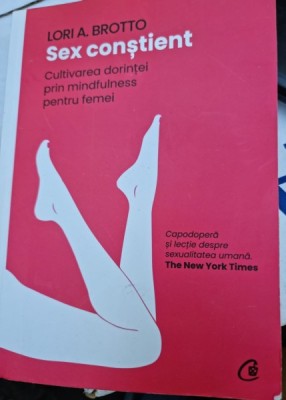 LORI A. BROTTO
Sex conștient
Cultivarea dorinței
prin mindfulness
pentru femei
Capodoperă
și lecție despre
sexualitatea umană.
The New York Times